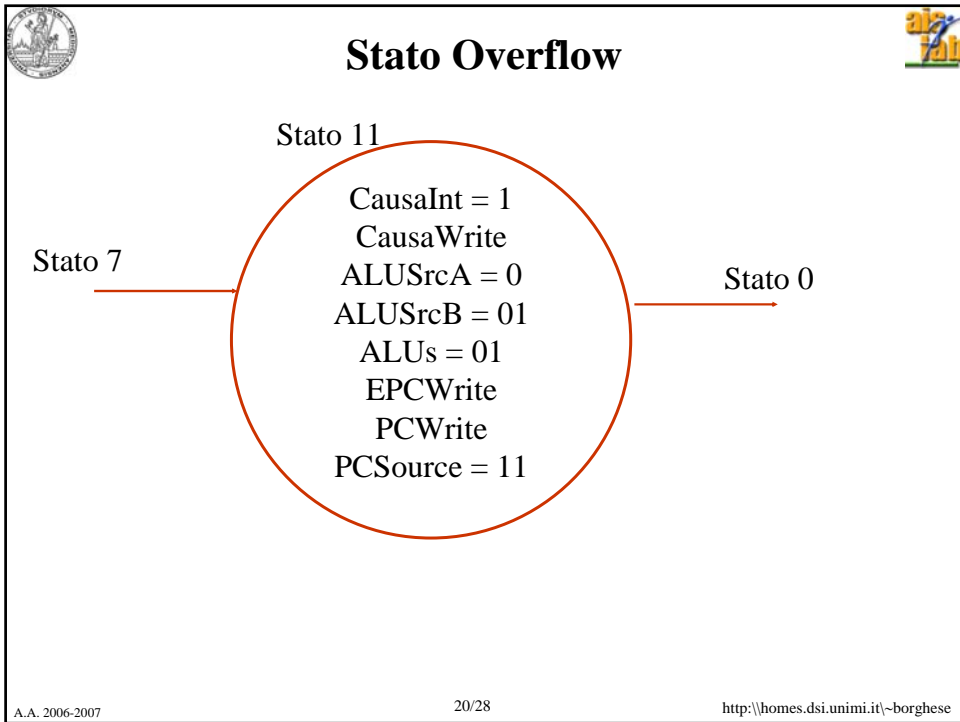 Stato Overflow
Stato 11
CausaInt = 1
CausaWrite
ALUSrcA = 0
ALUSrcB = 01
ALUs = 01
EPCWrite
PCWrite
PCSource = 11
Stato 7
Stato 0
A.A. 2006-2007
20/28
http:\\homes.dsi.unimi.it\~borghese